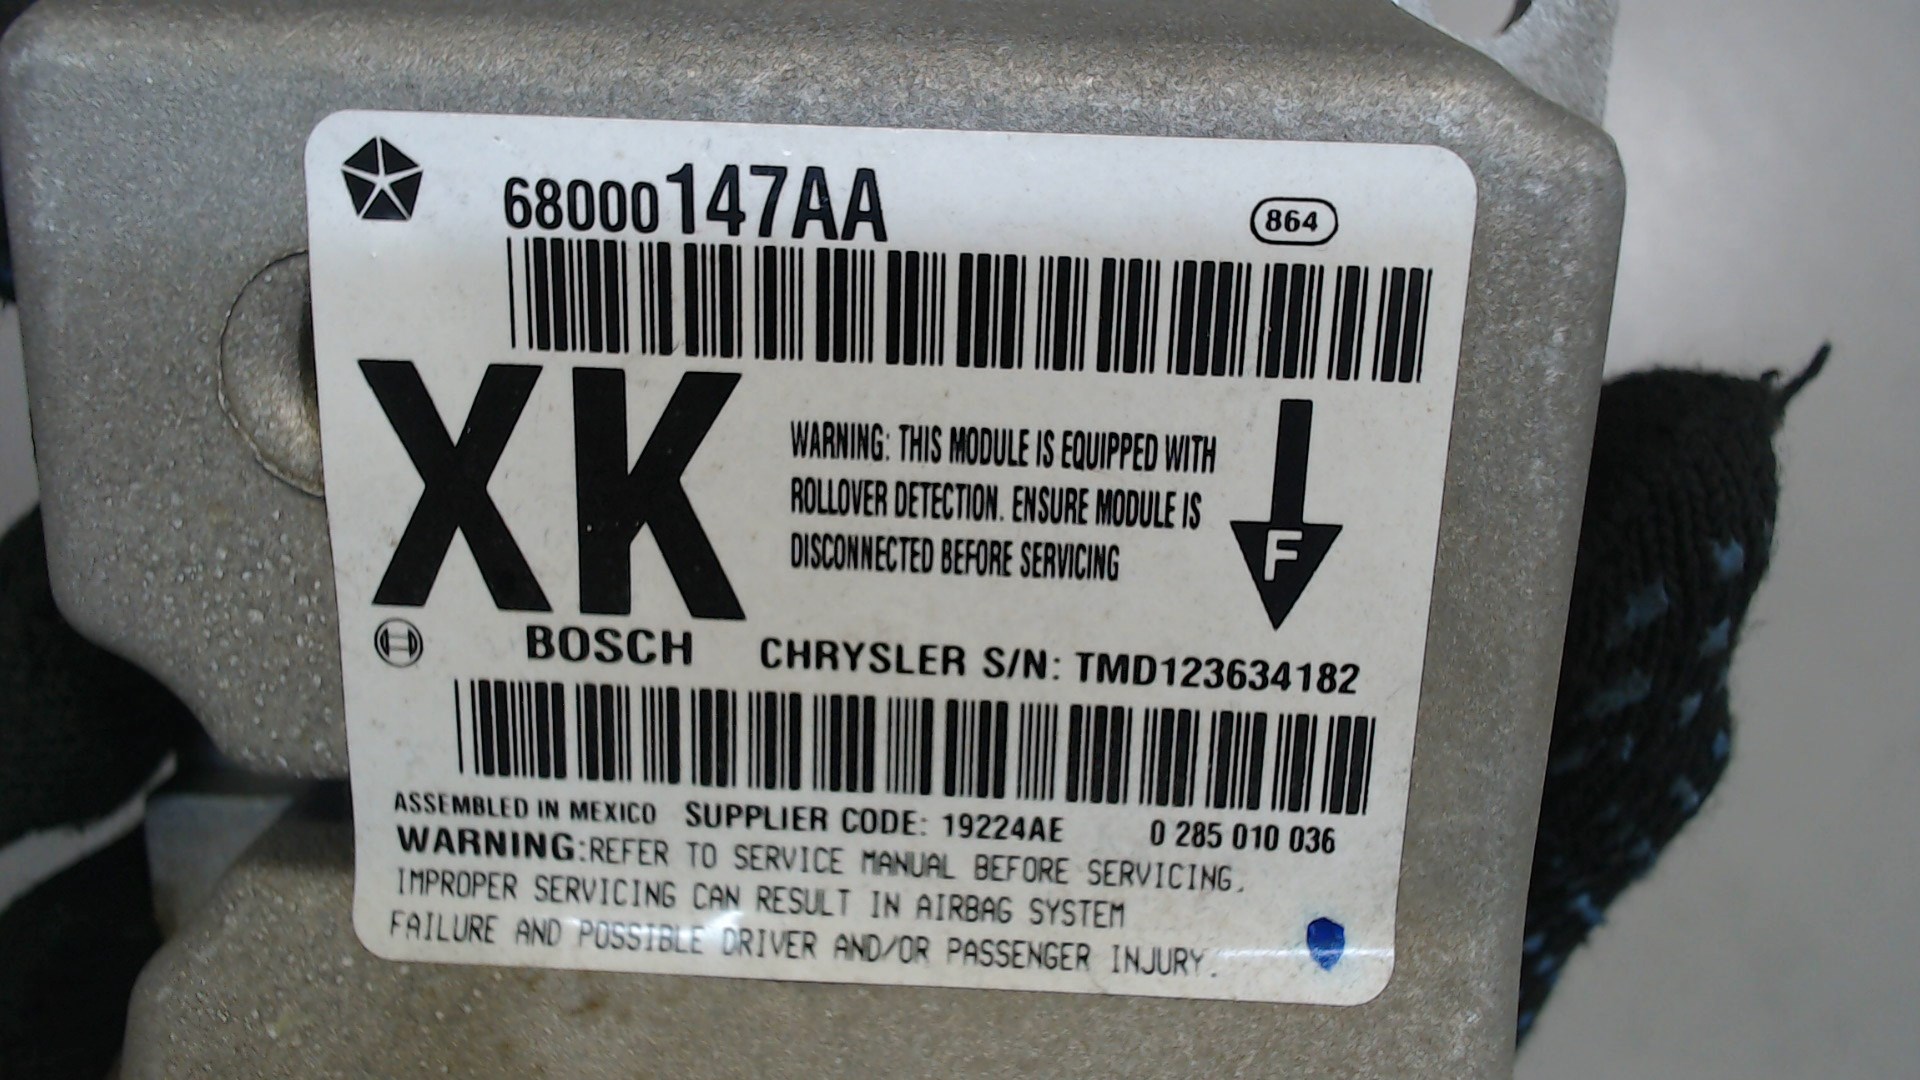 68000147AA
864
XK
WARNING: THIS MODULE IS EQUIPPED WITH
ROLLOVER DETECTION. ENSURE MODULE IS
DISCONNECTED BEFORE SERVICING
F
BOSCH CHRYSLER S/N: TMD123634182
ASSEMBLED IN MEXICO SUPPLIER CODE: 19224AE 0 285 010 036
WARNING:REFER TO SERVICE MANUAL BEFORE SERVICING.
IMPROPER SERVICING CAN RESULT IN AIRBAG SYSTEM
FAILURE AND POSSIBLE DRIVER AND/OR PASSENGER INJURY.